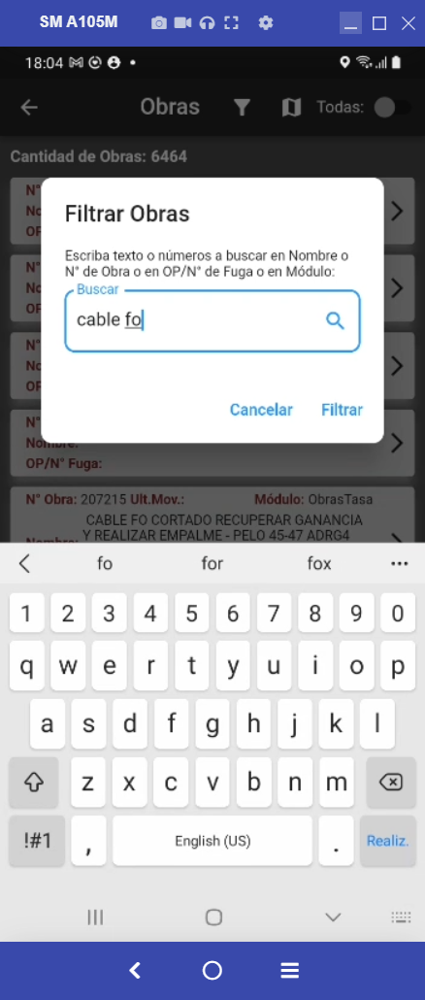 SM A105M
18:04
Obras
Todas:
Cantidad de Obras: 6464
N°
No
OP
Filtrar Obras
Escriba texto o números a buscar en Nombre o
N° de Obra o en OP/N° de Fuga o en Módulo:
Buscar
cable fo
Cancelar Filtrar
N°
No
OP
N°
No
OP
N°
Nombre:
OP/N° Fuga:
N° Obra: 207215 Ult.Mov.: Módulo: ObrasTasa
CABLE FO CORTADO RECUPERAR GANANCIA
Nombre: Y REALIZAR EMPALME - PELO 45-47 ADRG4
fo for fox
1 2 3 4 5 6 7 8 9 0
q w e r t y u i o p
a s d f g h j k l
z x c v b n m
!#1 , English (US) . Realiz.